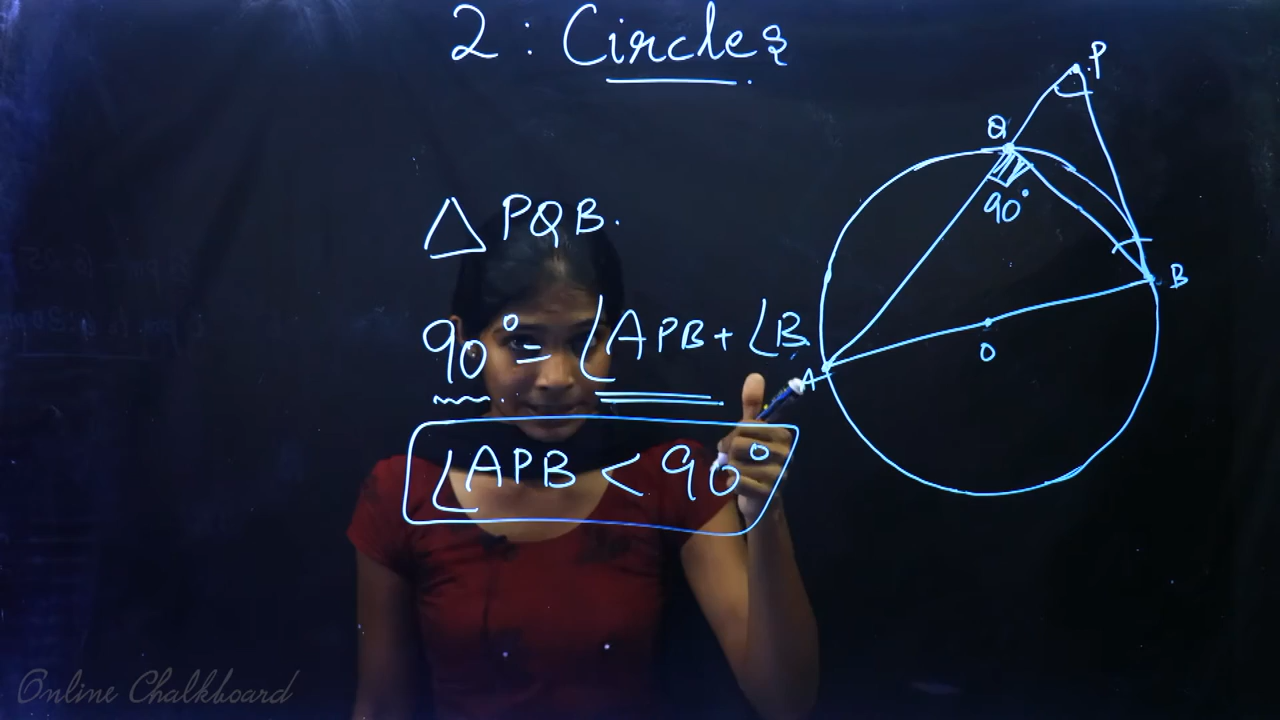 2 : Circles
△ PQB.
90° = ∠APB + ∠B
∠APB < 90°
P
Q
90°
B
O
A
Online Chalkboard